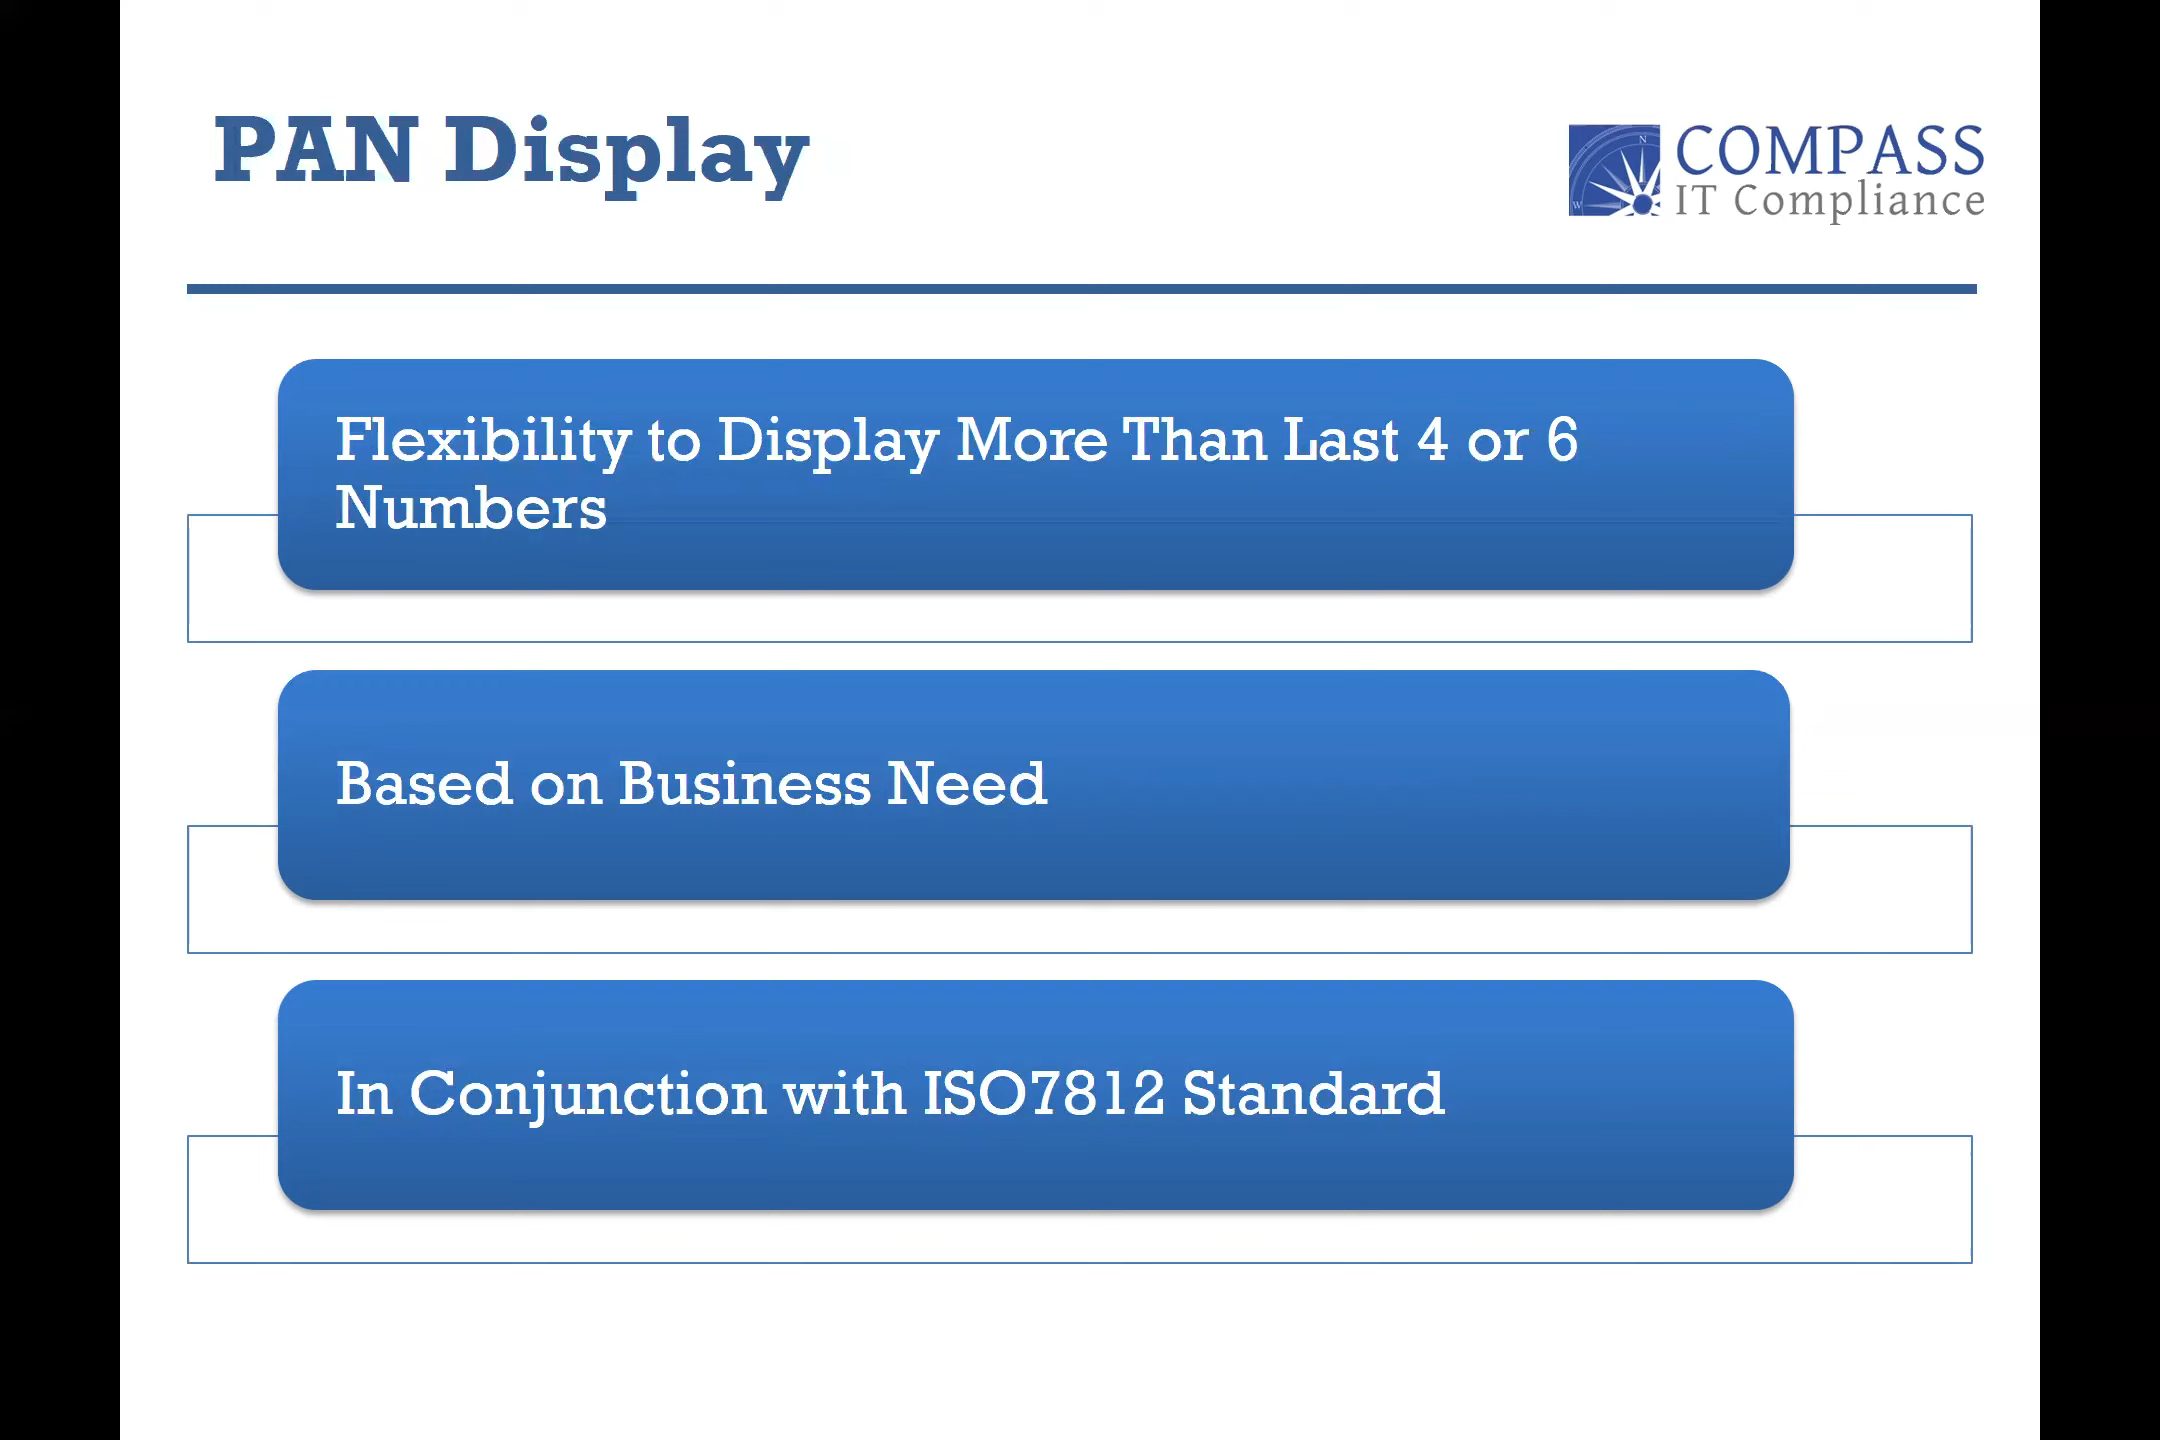 PAN Display
N
W
COMPASS
IT Compliance
Flexibility to Display More Than Last 4 or 6
Numbers
Based on Business Need
In Conjunction with ISO7812 Standard